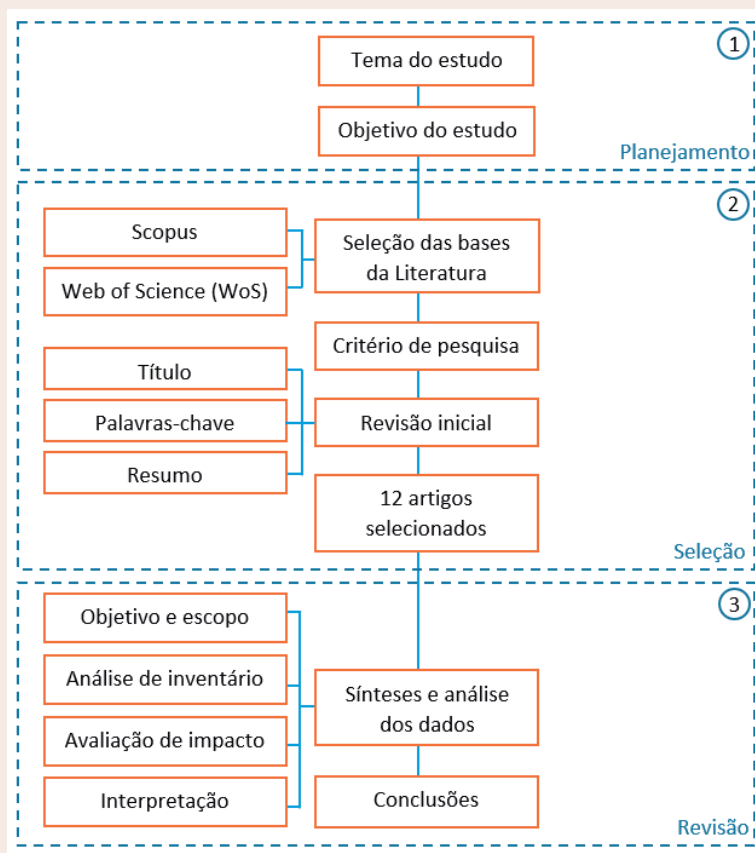 1
Tema do estudo
Objetivo do estudo
Planejamento
2
Scopus
Web of Science (WoS)
Seleção das bases
da Literatura
Critério de pesquisa
Título
Palavras-chave
Resumo
Revisão inicial
12 artigos
selecionados
Seleção
3
Objetivo e escopo
Análise de inventário
Avaliação de impacto
Interpretação
Sínteses e análise
dos dados
Conclusões
Revisão